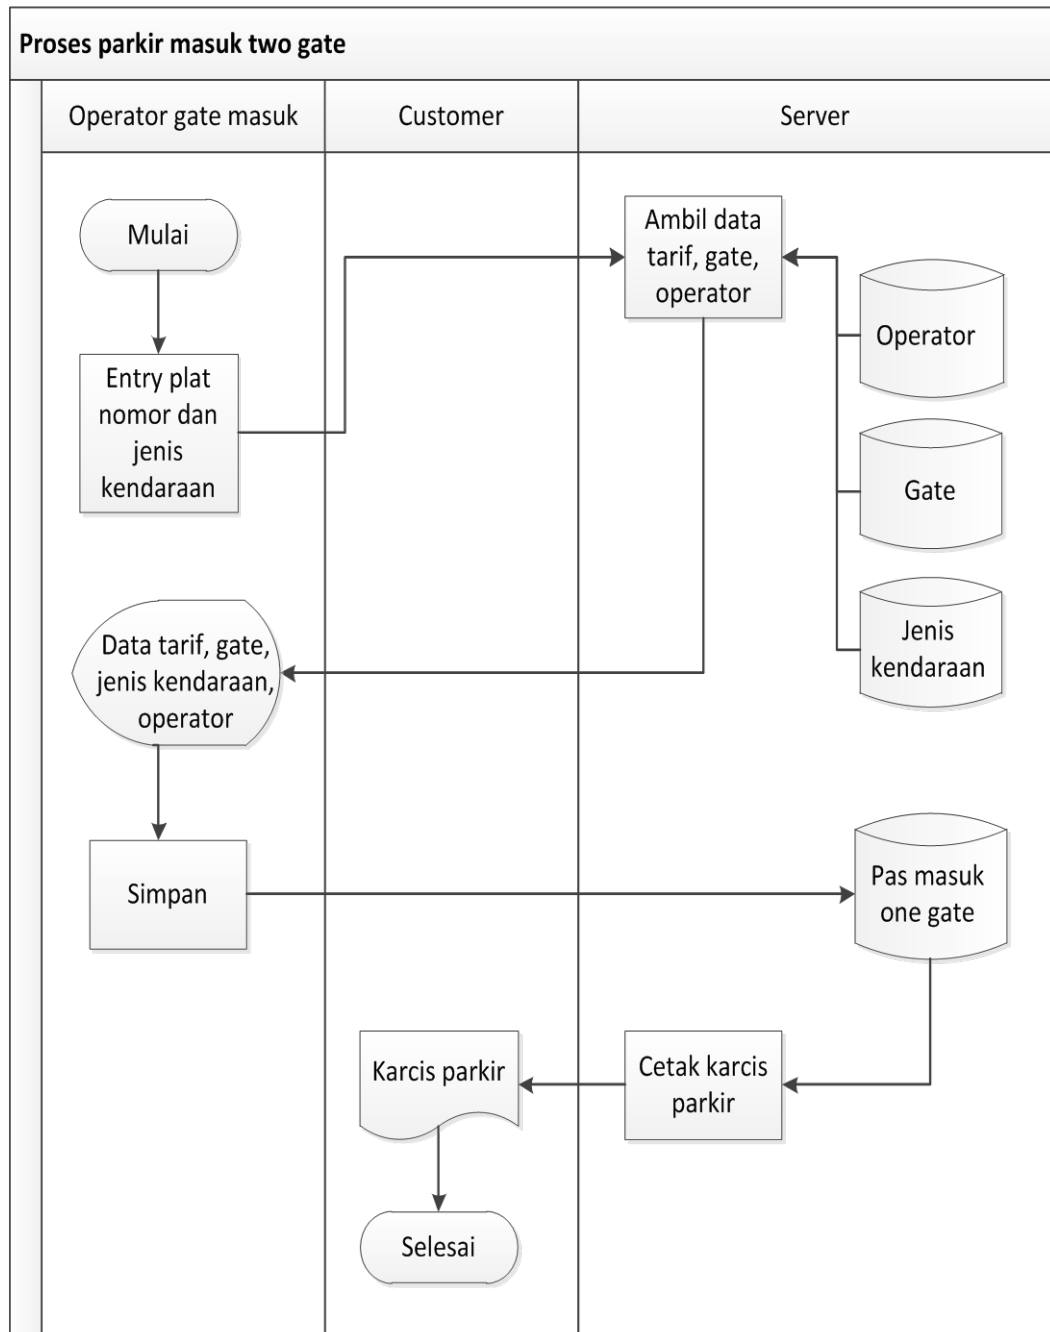 Proses parkir masuk two gate
Operator gate masuk
Customer
Server
Mulai
Ambil data
tarif, gate,
operator
Operator
Entry plat
nomor dan
jenis
kendaraan
Gate
Jenis
kendaraan
Data tarif, gate,
jenis kendaraan,
operator
Simpan
Pas masuk
one gate
Karcis parkir
Cetak karcis
parkir
Selesai